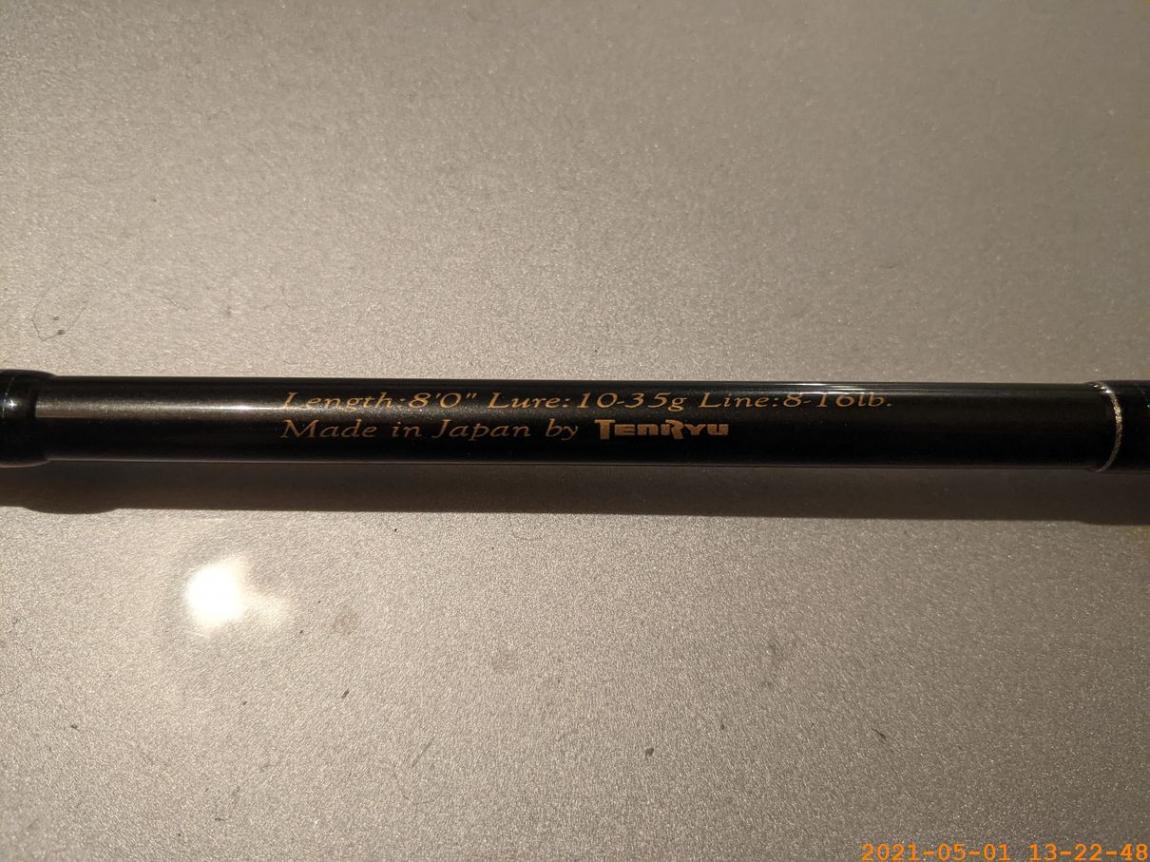 Length:8'0" Lure:10-35g Line:8-16lb.
Made in Japan by TENRYU
2021-05-01 13-22-48